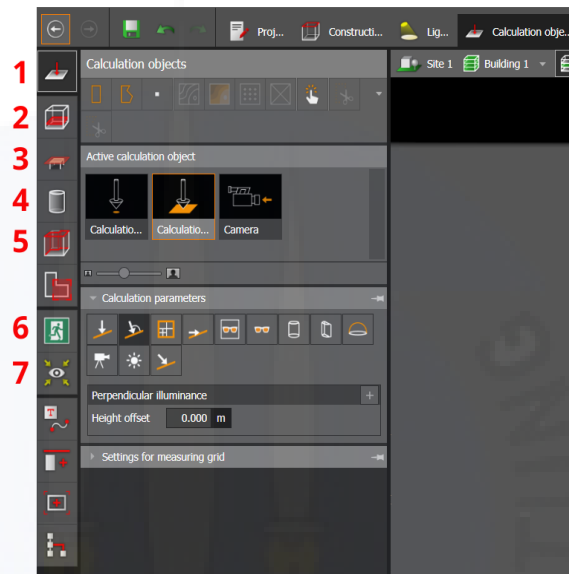 Proj...
Constructi...
Lig...
Calculation obje...
1
Calculation objects
Site 1
Building 1
2
3
Active calculation object
4
Calculatio...
Calculatio...
Camera
5
Calculation parameters
6
7
Perpendicular illuminance
+
T
Height offset
0.000
m
Settings for measuring grid
TING